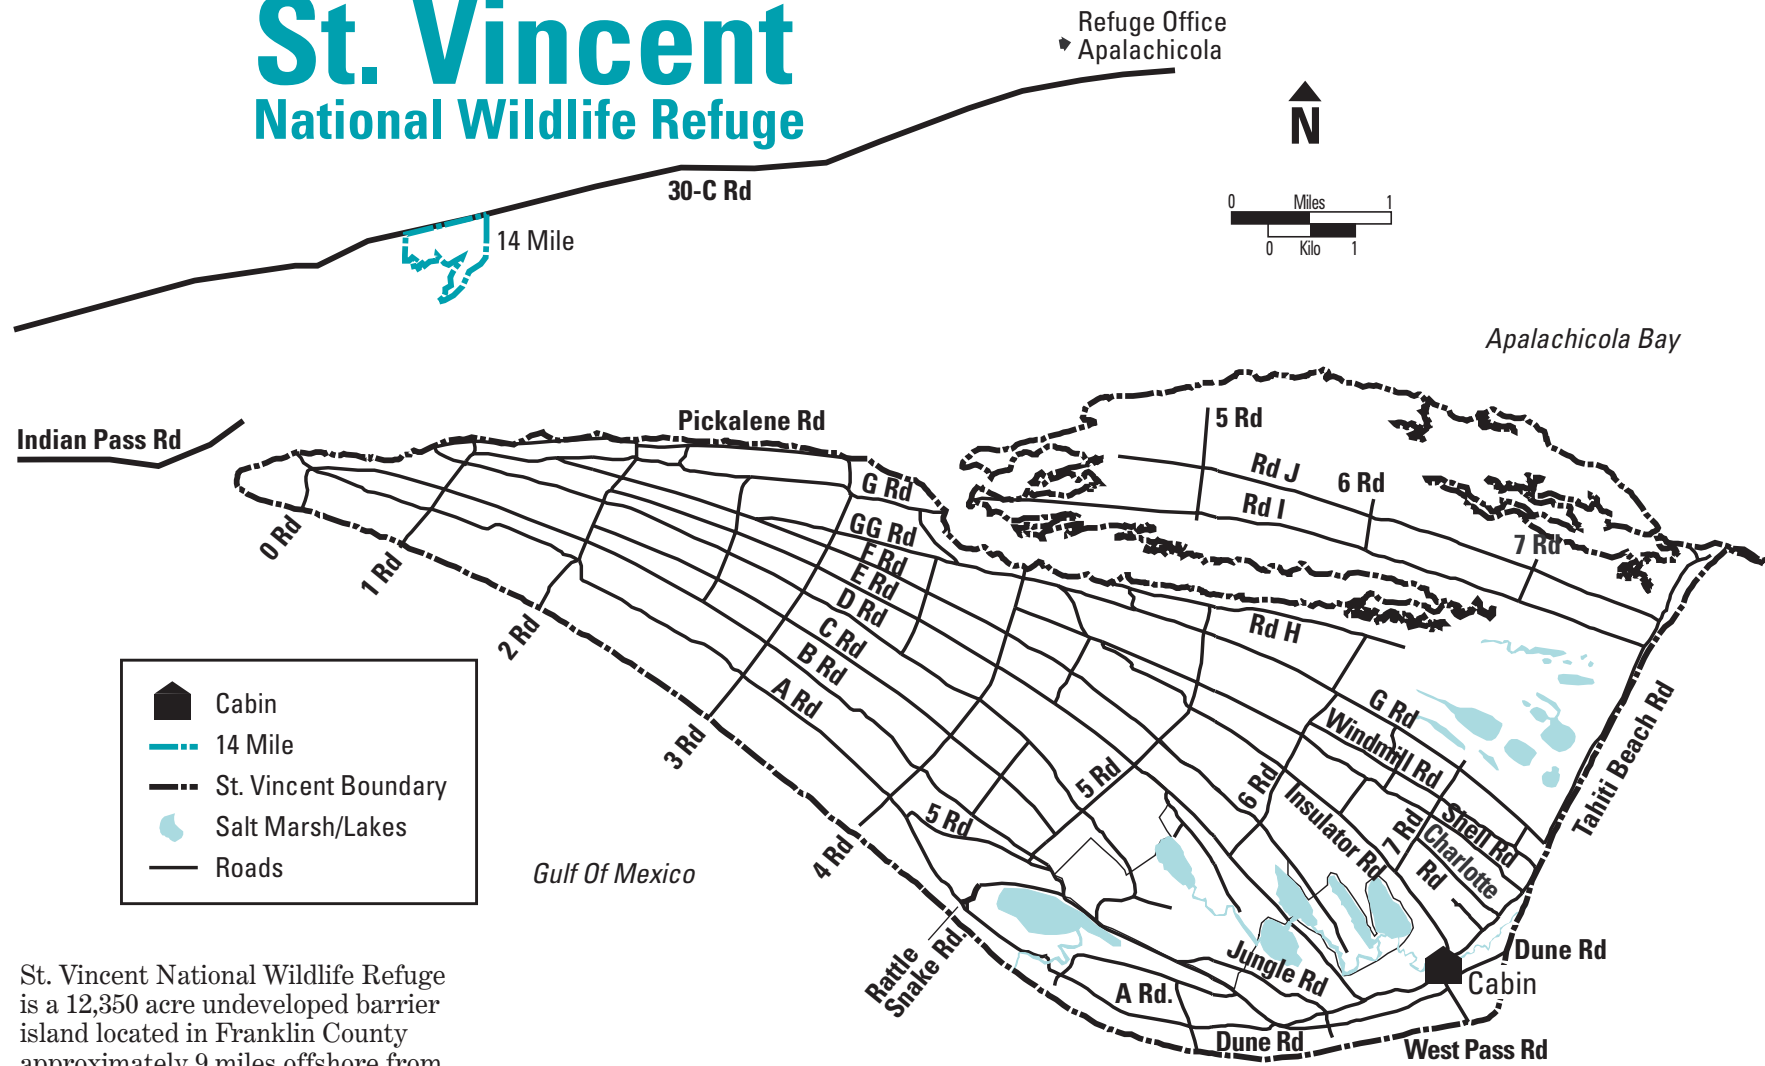 St. Vincent
National Wildlife Refuge
Refuge Office
Apalachicola
N
0 Miles 1
0 Kilo 1
30-C Rd
14 Mile
Apalachicola Bay
Indian Pass Rd
Pickalene Rd
5 Rd
Rd J
6 Rd
Rd I
7 Rd
G Rd
GG Rd
F Rd
E Rd
D Rd
C Rd
B Rd
A Rd
0 Rd
1 Rd
2 Rd
3 Rd
4 Rd
Rd H
G Rd
Windmill Rd
Tahiti Beach Rd
5 Rd
6 Rd
Insulator Rd
7 Rd
Shell Rd
Charlotte
Rd
5 Rd
Cabin
14 Mile
St. Vincent Boundary
Salt Marsh/Lakes
Roads
Gulf Of Mexico
Rattle
Snake Rd.
Jungle Rd
A Rd.
Dune Rd
Cabin
Dune Rd
West Pass Rd
St. Vincent National Wildlife Refuge
is a 12,350 acre undeveloped barrier
island located in Franklin County
approximately 9 miles offshore from